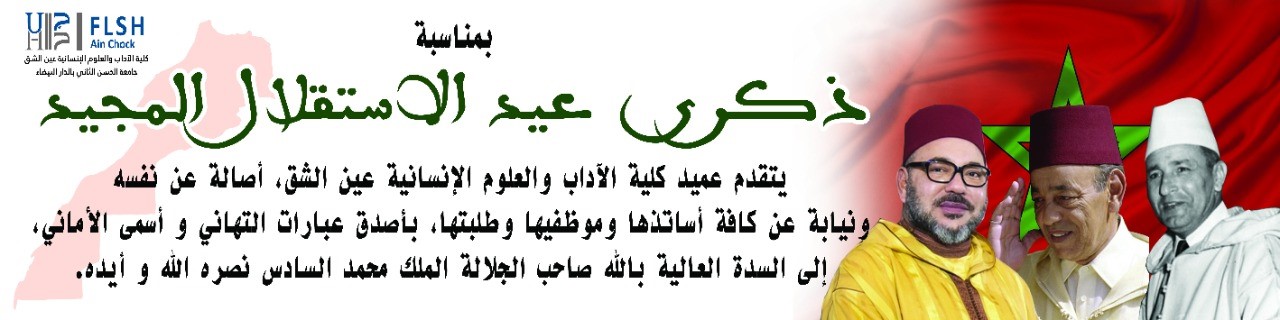 FLSH
Ain Chock
كلية الآداب والعلوم الإنسانية عين الشق
جامعة الحسن الثاني بالدار البيضاء
بمناسبة
ذكرى عيد الاستقلال المجيد
يتقدم عميد كلية الآداب والعلوم الإنسانية عين الشق، أصالة عن نفسه
ونيابة عن كافة أساتذها وموظفيها وطلبتها، بأصدق عبارات التهاني و أسمى الأماني،
إلى السدة العالية بالله صاحب الجلالة الملك محمد السادس نصره الله و أيده.